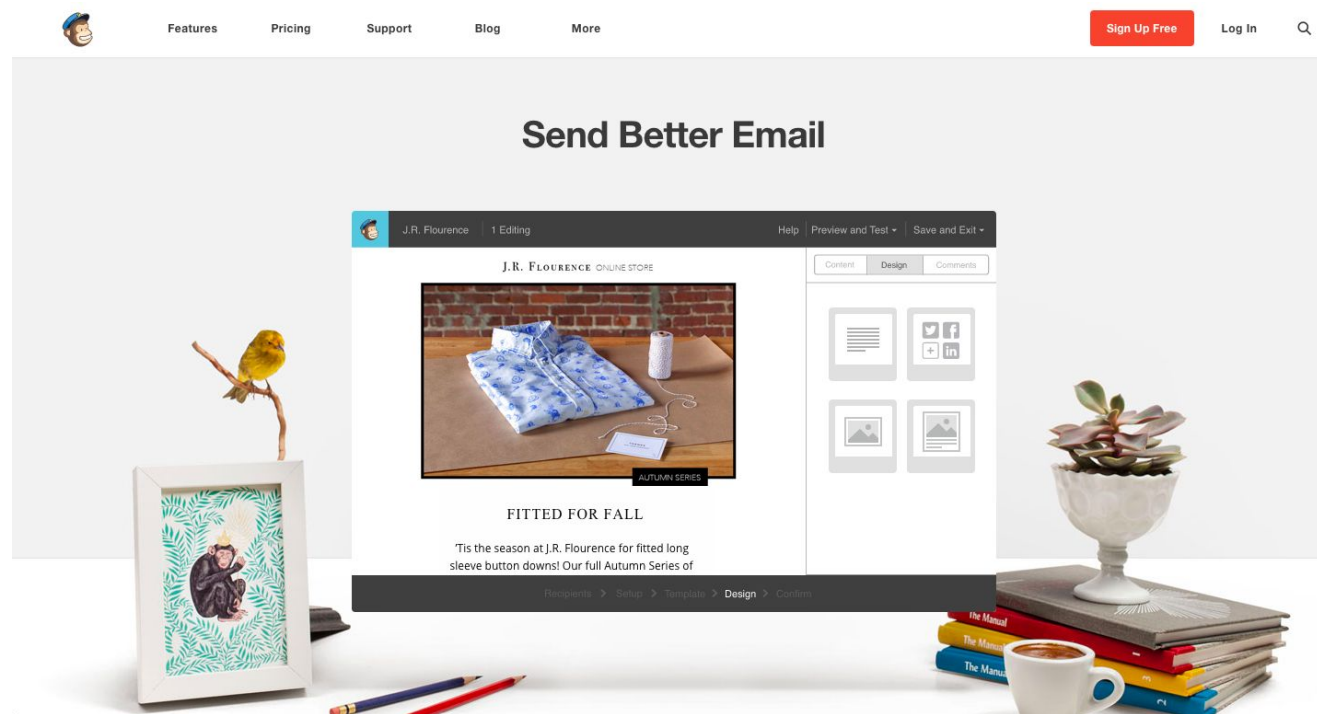 Features Pricing Support Blog More Sign Up Free Log In
Send Better Email
J.R. Flourence 1 Editing Help Preview and Test Save and Exit
J.R. FLOURENCE ONLINE STORE
Content Design Comments
AUTUMN SERIES
FITTED FOR FALL
'Tis the season at J.R. Flourence for fitted long
sleeve button downs! Our full Autumn Series of
Recipients > Setup > Template > Design > Confirm
The Manual
The Manual
The Manual